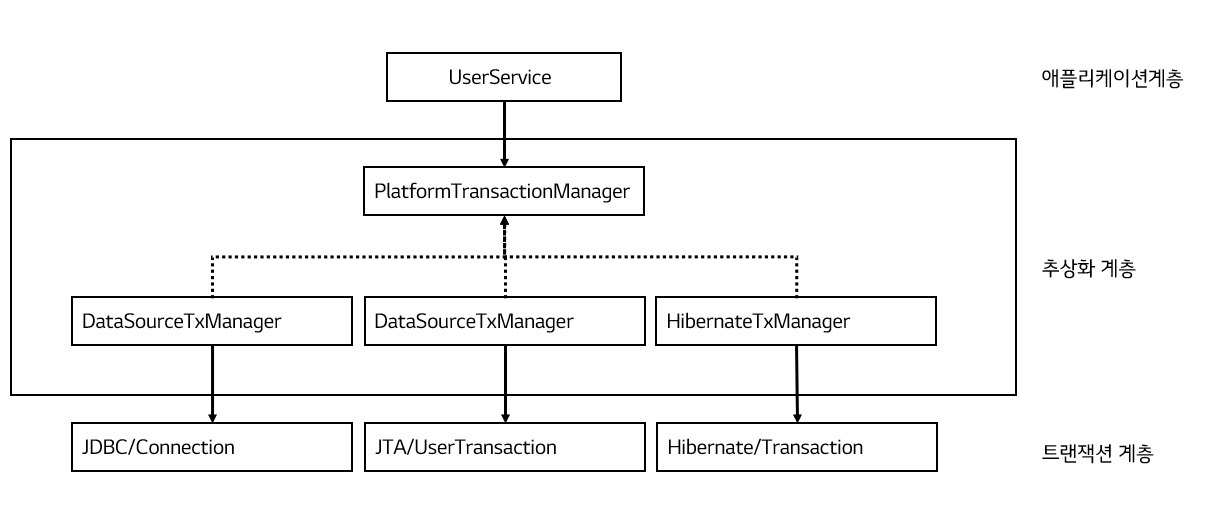 UserService
애플리케이션계층
PlatformTransactionManager
추상화 계층
DataSourceTxManager
DataSourceTxManager
HibernateTxManager
JDBC/Connection
JTA/UserTransaction
Hibernate/Transaction
트랜잭션 계층